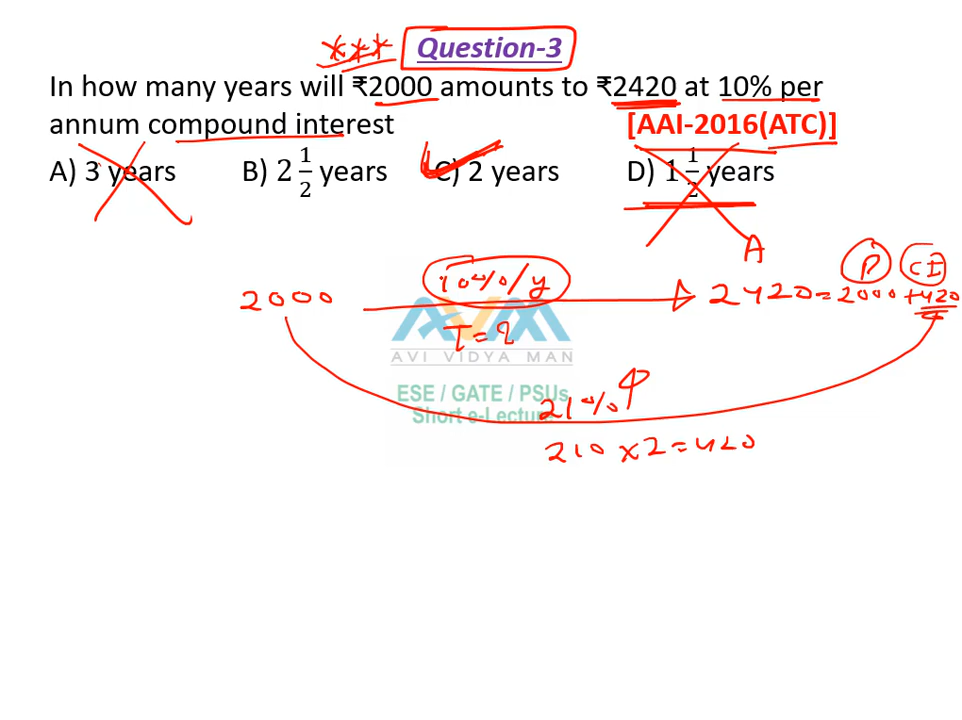 *** Question-3
In how many years will ₹2000 amounts to ₹2420 at 10% per
annum compound interest [AAI-2016(ATC)]
A) 3 years B) 2 1/2 years C) 2 years D) 1 1/2 years
A
P CI
2000 10%/y 2420=2000+420
T=?
AVI VIDYA MAN
ESE / GATE / PSUs
Short e-Lecture
21%↑
210×2=420